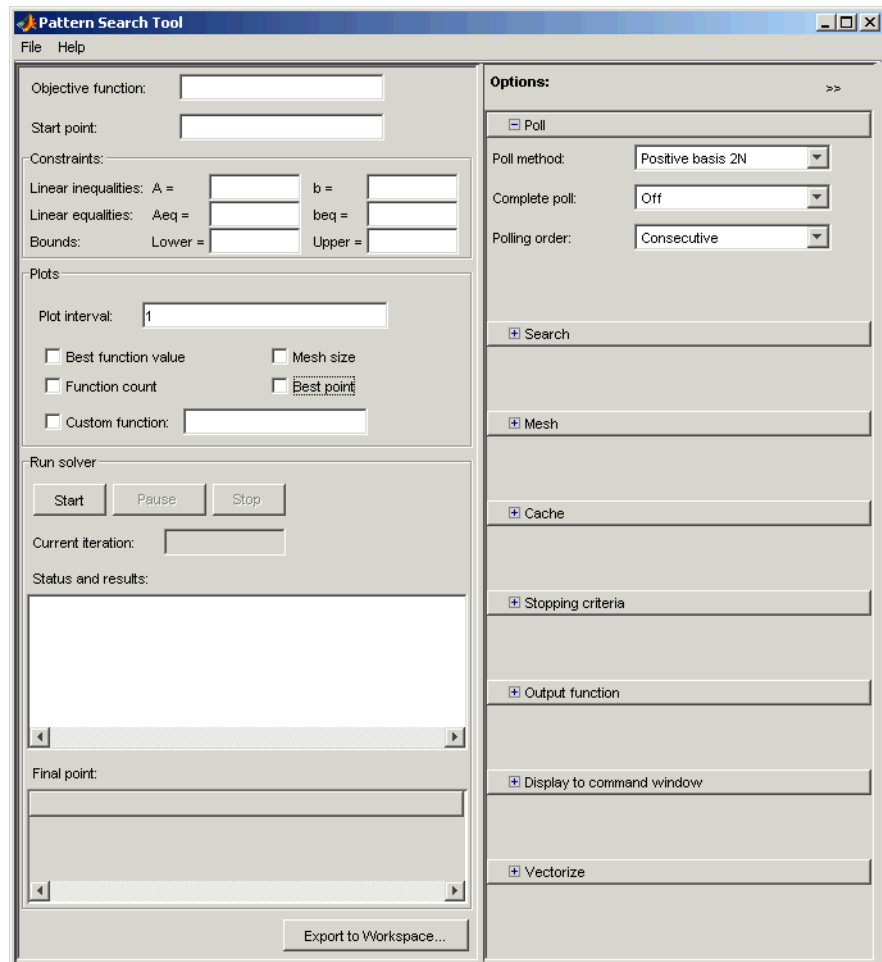 Pattern Search Tool
File Help
Objective function:
Start point:
Constraints:
Linear inequalities: A = b =
Linear equalities: Aeq = beq =
Bounds: Lower = Upper =
Plots
Plot interval: 1
Best function value Mesh size
Function count Best point
Custom function:
Run solver
Start Pause Stop
Current iteration:
Status and results:
Final point:
Export to Workspace...
Options: >>
Poll
Poll method: Positive basis 2N
Complete poll: Off
Polling order: Consecutive
Search
Mesh
Cache
Stopping criteria
Output function
Display to command window
Vectorize